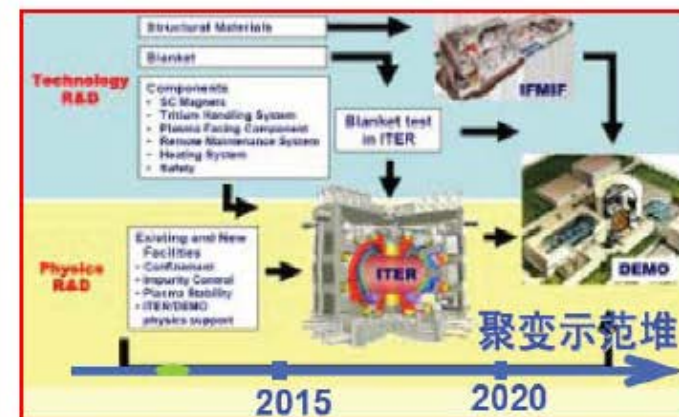 Technology
R&D
Structural Materials
Blanket
Components
• SC Magnets
• Tritium Handling System
• Plasma Facing Component
• Remote Maintenance System
• Heating System
• Safety
Blanket test
in ITER
IFMIF
Physics
R&D
Existing and New
Facilities
- Confinement
- Impurity Control
- Plasma Stability
- ITER/DEMO
physics support
ITER
DEMO
聚变示范堆
2015
2020